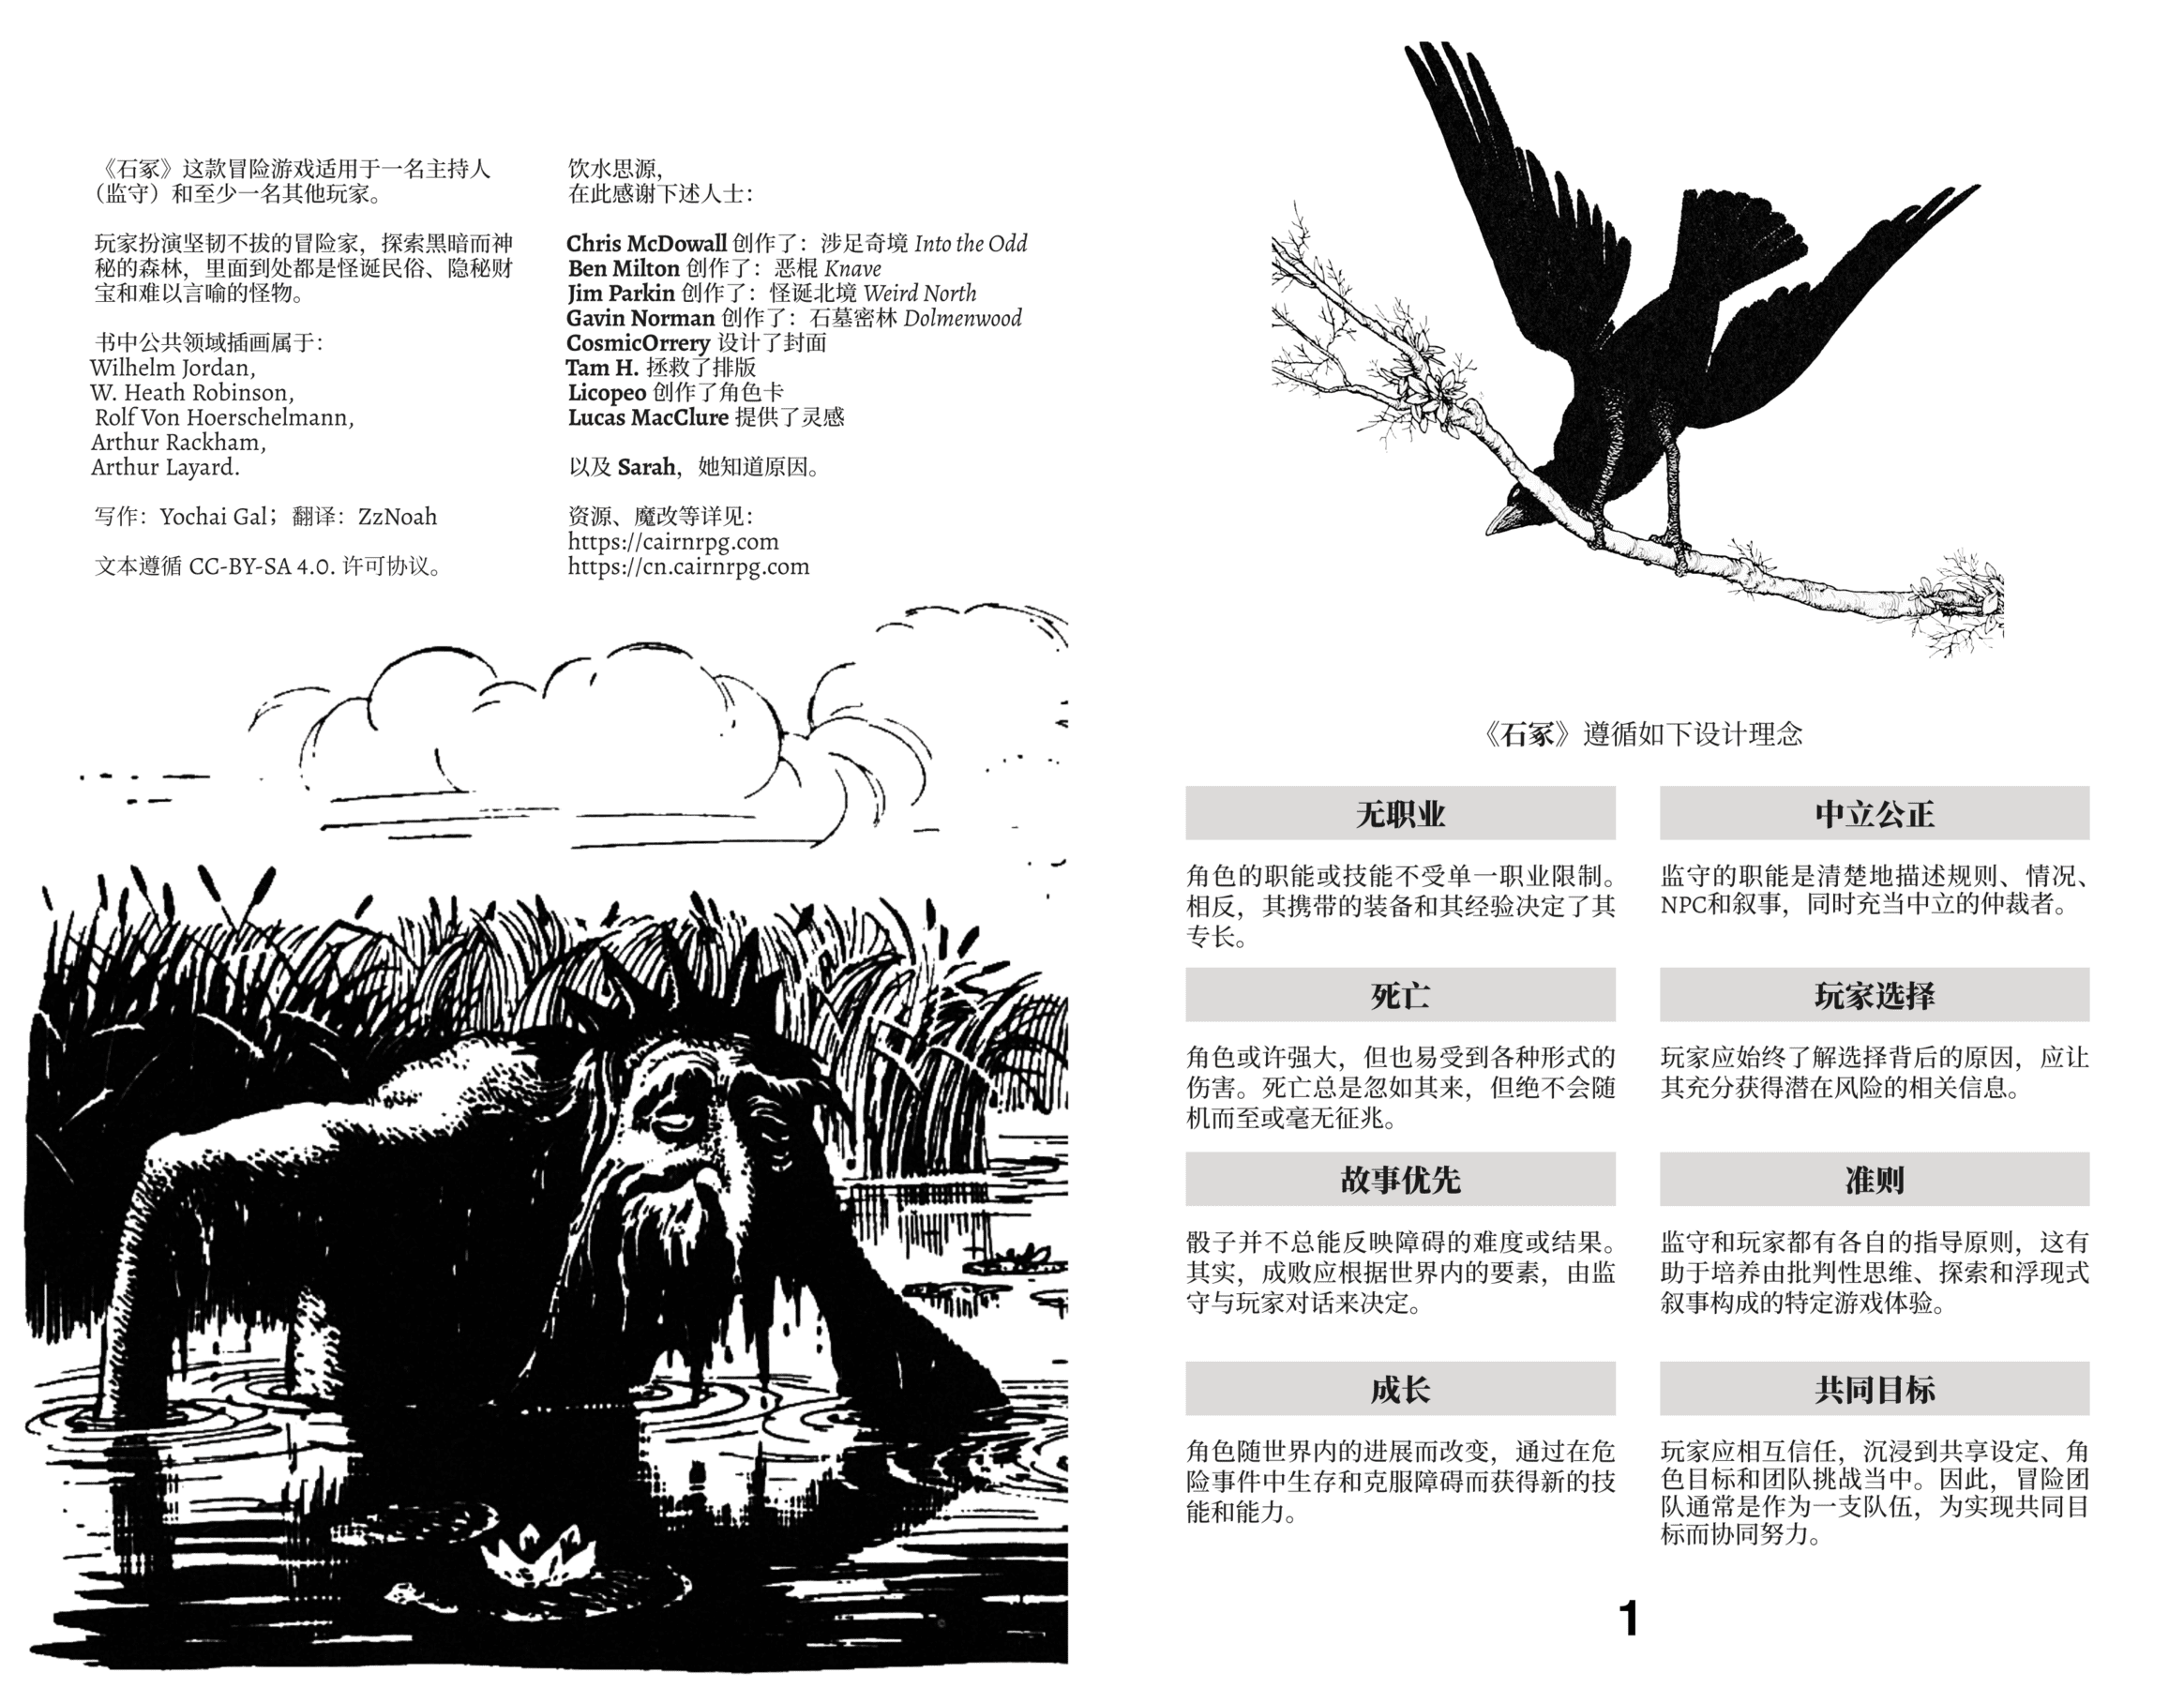 《石冢》这款冒险游戏适用于一名主持人
（监守）和至少一名其他玩家。
玩家扮演坚韧不拔的冒险家，探索黑暗而神
秘的森林，里面到处都是怪诞民俗、隐秘财
宝和难以言喻的怪物。
书中公共领域插画属于：
Wilhelm Jordan,
W. Heath Robinson,
Rolf Von Hoerschelmann,
Arthur Rackham,
Arthur Layard.
写作：Yochai Gal；翻译：ZzNoah
文本遵循 CC-BY-SA 4.0. 许可协议。
饮水思源，
在此感谢下述人士：
Chris McDowall 创作了：涉足奇境 Into the Odd
Ben Milton 创作了：恶棍 Knave
Jim Parkin 创作了：怪诞北境 Weird North
Gavin Norman 创作了：石墓密林 Dolmenwood
CosmicOrrery 设计了封面
Tam H. 拯救了排版
Licopeo 创作了角色卡
Lucas MacClure 提供了灵感
以及 Sarah，她知道原因。
资源、魔改等详见：
https://cairnrpg.com
https://cn.cairnrpg.com
《石冢》遵循如下设计理念
无职业
角色的职能或技能不受单一职业限制。
相反，其携带的装备和其经验决定了其
专长。
死亡
角色或许强大，但也易受到各种形式的
伤害。死亡总是忽如其来，但绝不会随
机而至或毫无征兆。
故事优先
骰子并不总能反映障碍的难度或结果。
其实，成败应根据世界内的要素，由监
守与玩家对话来决定。
成长
角色随世界内的进展而改变，通过在危
险事件中生存和克服障碍而获得新的技
能和能力。
中立公正
监守的职能是清楚地描述规则、情况、
NPC和叙事，同时充当中立的仲裁者。
玩家选择
玩家应始终了解选择背后的原因，应让
其充分获得潜在风险的相关信息。
准则
监守和玩家都有各自的指导原则，这有
助于培养由批判性思维、探索和浮现式
叙事构成的特定游戏体验。
共同目标
玩家应相互信任，沉浸到共享设定、角
色目标和团队挑战当中。因此，冒险团
队通常是作为一支队伍，为实现共同目
标而协同努力。
1